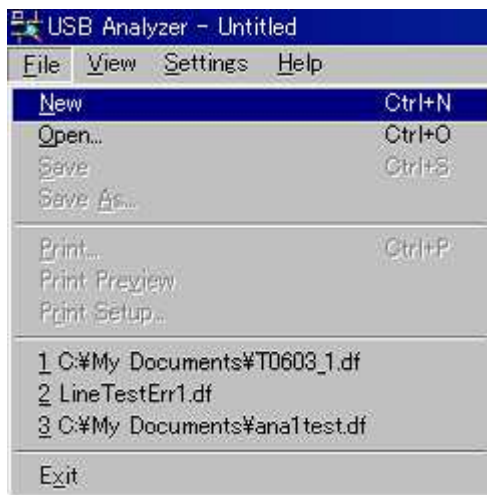 USB Analyzer - Untitled
File View Settings Help
New Ctrl+N
Open... Ctrl+O
Save Ctrl+S
Save As...
Print... Ctrl+P
Print Preview
Print Setup...
1 C:¥My Documents¥T0603_1.df
2 LineTestErr1.df
3 C:¥My Documents¥ana1test.df
Exit